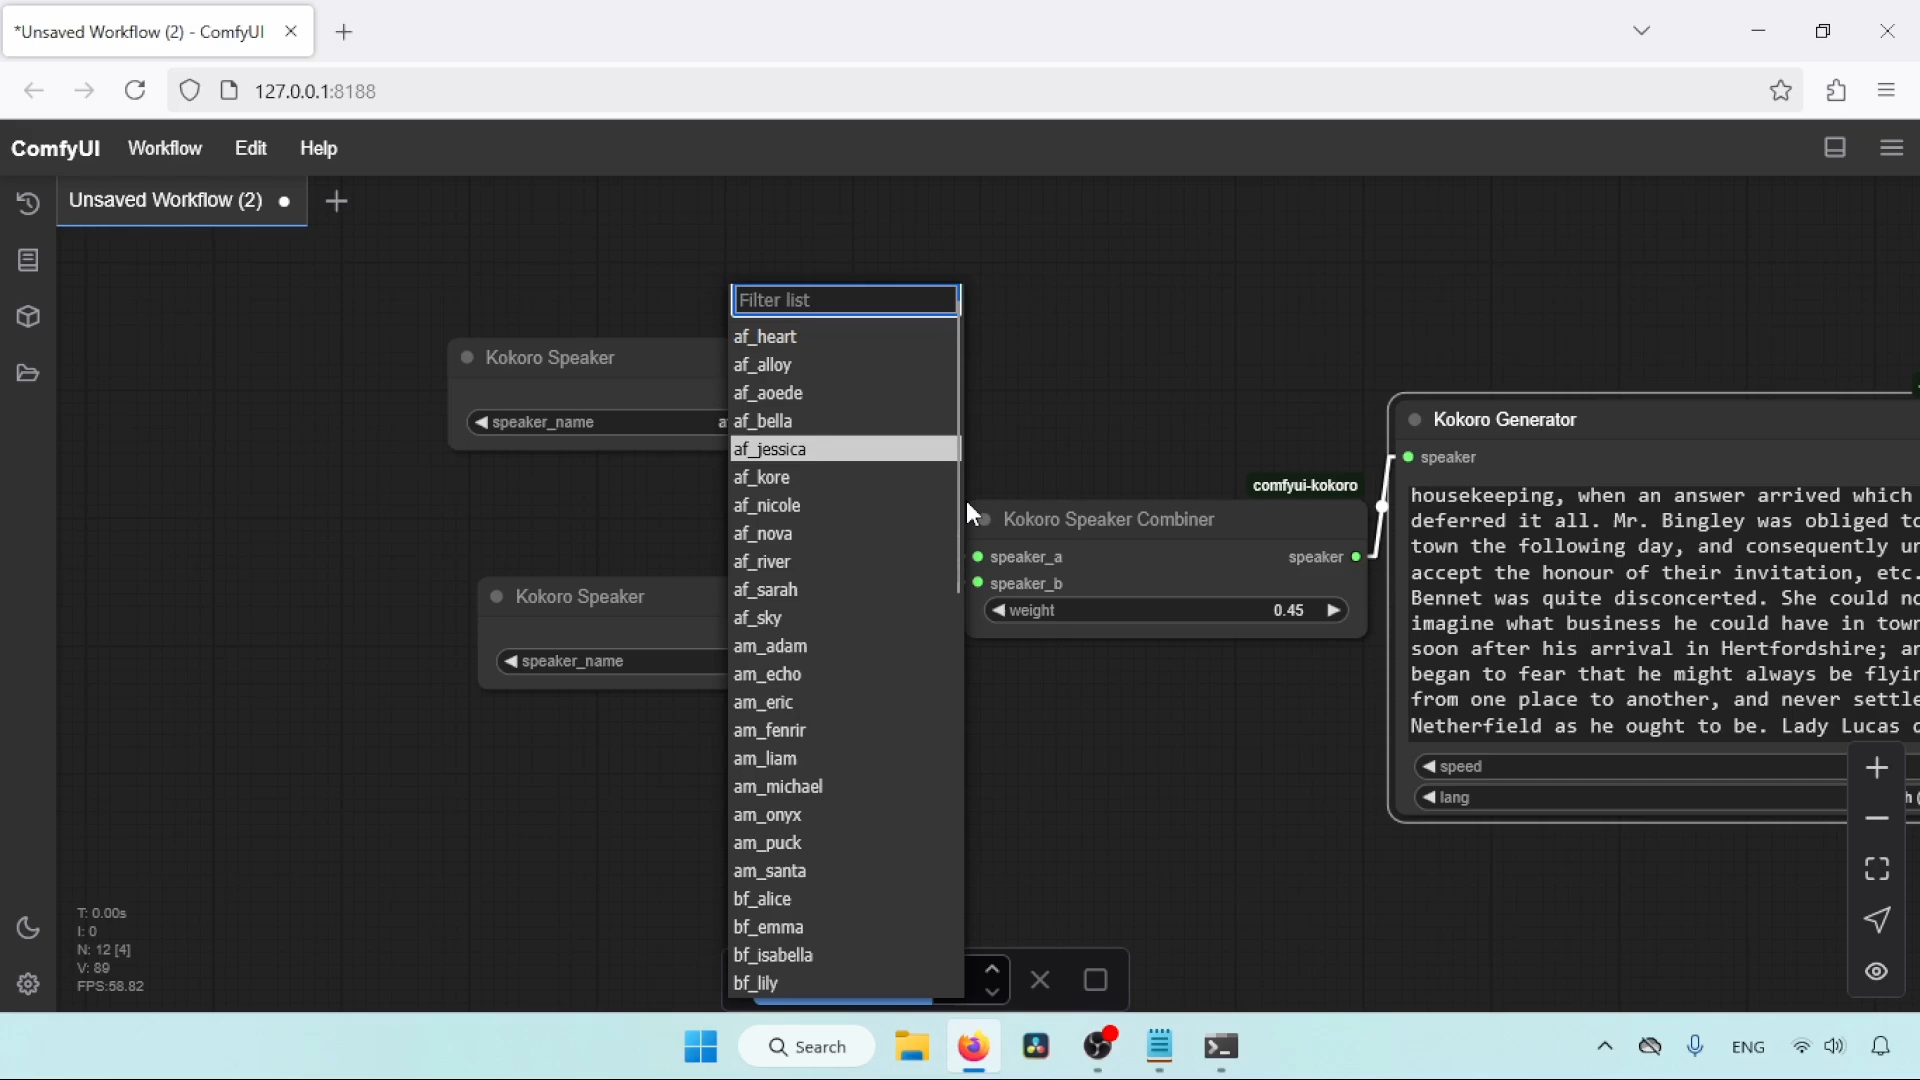 *Unsaved Workflow (2) - ComfyUI
127.0.0.1:8188
ComfyUI Workflow Edit Help
Unsaved Workflow (2)
Filter list
af_heart
af_alloy
af_aoede
af_bella
af_jessica
af_kore
af_nicole
af_nova
af_river
af_sarah
af_sky
am_adam
am_echo
am_eric
am_fenrir
am_liam
am_michael
am_onyx
am_puck
am_santa
bf_alice
bf_emma
bf_isabella
bf_lily
Kokoro Speaker
speaker_name
Kokoro Speaker
speaker_name
comfyui-kokoro
Kokoro Speaker Combiner
speaker_a speaker
speaker_b
weight 0.45
Kokoro Generator
speaker
housekeeping, when an answer arrived which
deferred it all. Mr. Bingley was obliged to
town the following day, and consequently
accept the honour of their invitation, etc.
Bennet was quite disconcerted. She could
imagine what business he could have in town
soon after his arrival in Hertfordshire;
began to fear that he might always be
from one place to another, and never
Netherfield as he ought to be. Lady Lucas
speed
lang
T: 0.00s
I: 0
N: 12 [4]
V: 89
FPS:58.82
Search
ENG